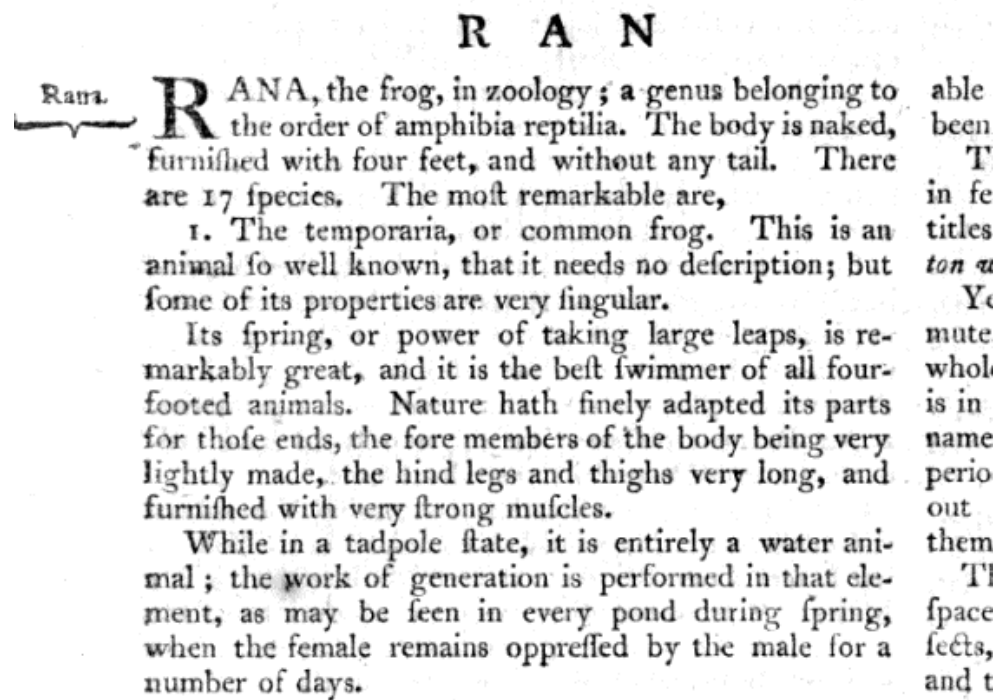 R A N
Rana.
RANA, the frog, in zoology; a genus belonging to
the order of amphibia reptilia. The body is naked,
furniſhed with four feet, and without any tail. There
are 17 ſpecies. The moſt remarkable are,
1. The temporaria, or common frog. This is an
animal ſo well known, that it needs no deſcription; but
ſome of its properties are very ſingular.
Its ſpring, or power of taking large leaps, is re-
markably great, and it is the beſt ſwimmer of all four-
footed animals. Nature hath finely adapted its parts
for thoſe ends, the fore members of the body being very
lightly made, the hind legs and thighs very long, and
furniſhed with very ſtrong muſcles.
While in a tadpole ſtate, it is entirely a water ani-
mal; the work of generation is performed in that ele-
ment, as may be ſeen in every pond during ſpring,
when the female remains oppreſſed by the male for a
number of days.
able
been
T
in fe
titles
ton
Ye
mute
whole
is in
name
perio
out
them
Th
ſpace
ſects,
and t